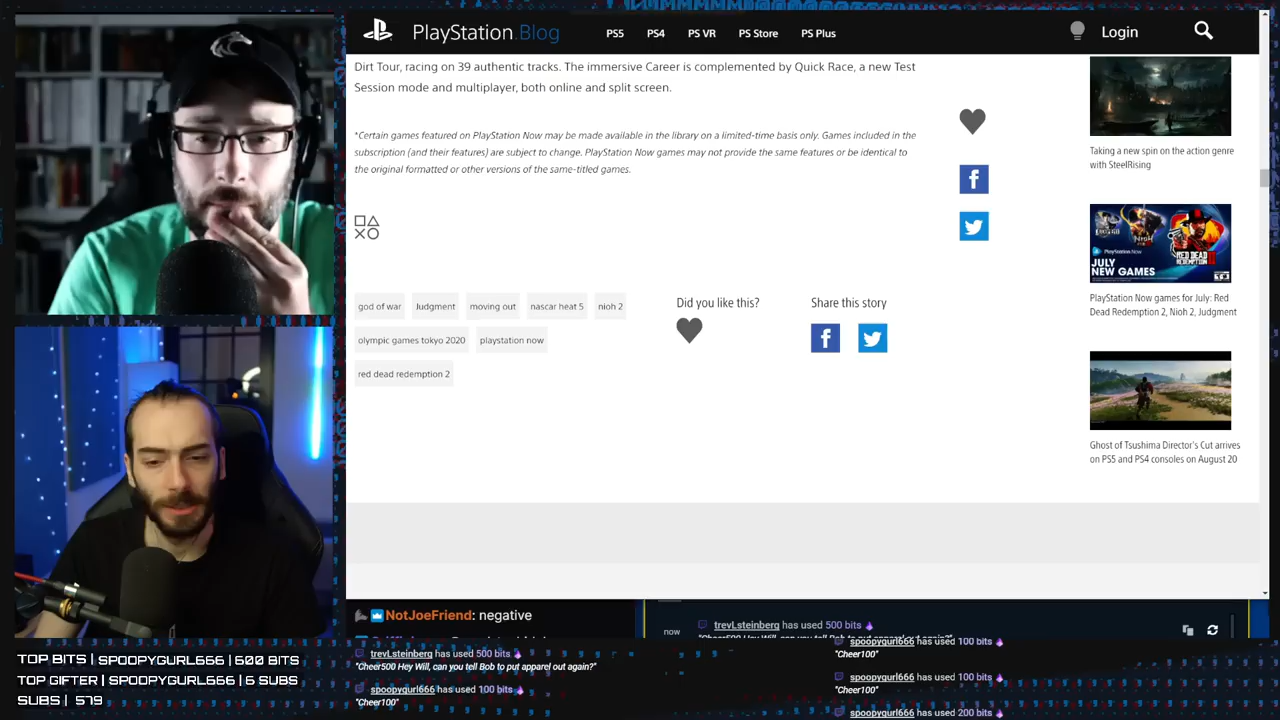 PlayStation.Blog
PS5
PS4
PS VR
PS Store
PS Plus
Login
Dirt Tour, racing on 39 authentic tracks. The immersive Career is complemented by Quick Race, a new Test
Session mode and multiplayer, both online and split screen.
*Certain games featured on PlayStation Now may be made available in the library on a limited-time basis only. Games included in the
subscription (and their features) are subject to change. PlayStation Now games may not provide the same features or be identical to
the original formatted or other versions of the same-titled games.
god of war
Judgment
moving out
nascar heat 5
nioh 2
olympic games tokyo 2020
playstation now
red dead redemption 2
Did you like this?
Share this story
Taking a new spin on the action genre
with SteelRising
PlayStation Now
JULY
NEW GAMES
PlayStation Now games for July: Red
Dead Redemption 2, Nioh 2, Judgment
Ghost of Tsushima Director's Cut arrives
on PS5 and PS4 consoles on August 20
NotJoeFriend: negative
now
trevLsteinberg has used 500 bits
TOP BITS | SPOOPYGURL666 | 600 BITS
TOP GIFTER | SPOOPYGURL666 | 6 SUBS
SUBS | 579
trevLsteinberg has used 500 bits
"Cheer500 Hey Will, can you tell Bob to put apparel out again?"
spoopygurl666 has used 100 bits
"Cheer100"
spoopygurl666 has used 100 bits
"Cheer100"
spoopygurl666 has used 100 bits
"Cheer100"
spoopygurl666 has used 200 bits